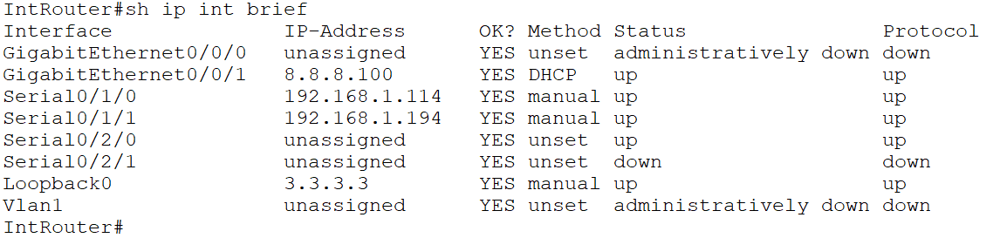 IntRouter#sh ip int brief
Interface              IP-Address      OK? Method Status                Protocol
GigabitEthernet0/0/0   unassigned      YES unset  administratively down down
GigabitEthernet0/0/1   8.8.8.100       YES DHCP   up                    up
Serial0/1/0            192.168.1.114   YES manual up                    up
Serial0/1/1            192.168.1.194   YES manual up                    up
Serial0/2/0            unassigned      YES unset  up                    up
Serial0/2/1            unassigned      YES unset  down                  down
Loopback0              3.3.3.3         YES manual up                    up
Vlan1                  unassigned      YES unset  administratively down down
IntRouter#